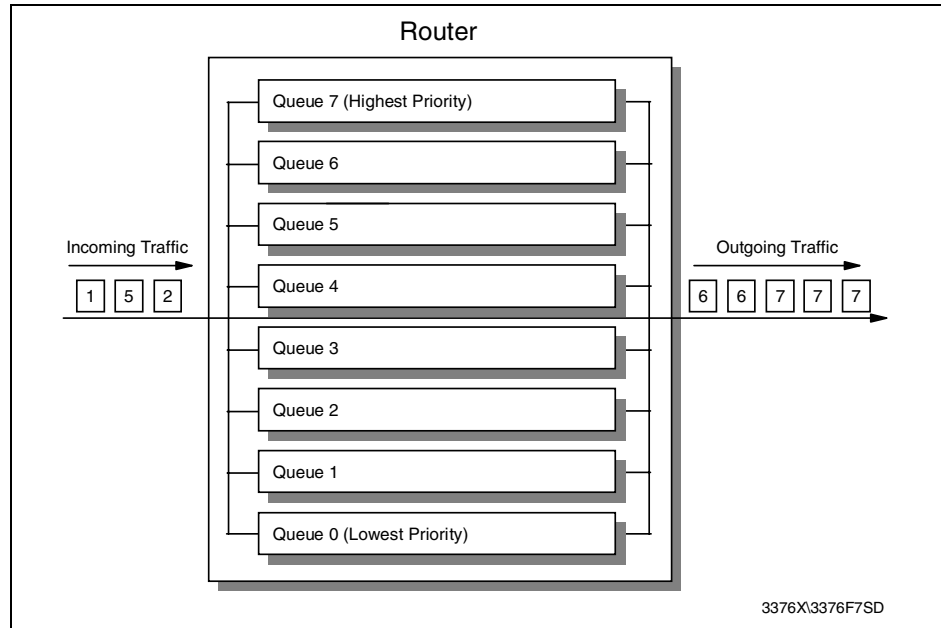 Router
Queue 7 (Highest Priority)
Queue 6
Queue 5
Incoming Traffic
Outgoing Traffic
Queue 4
1 5 2
6 6 7 7 7
Queue 3
Queue 2
Queue 1
Queue 0 (Lowest Priority)
3376X\3376F7SD